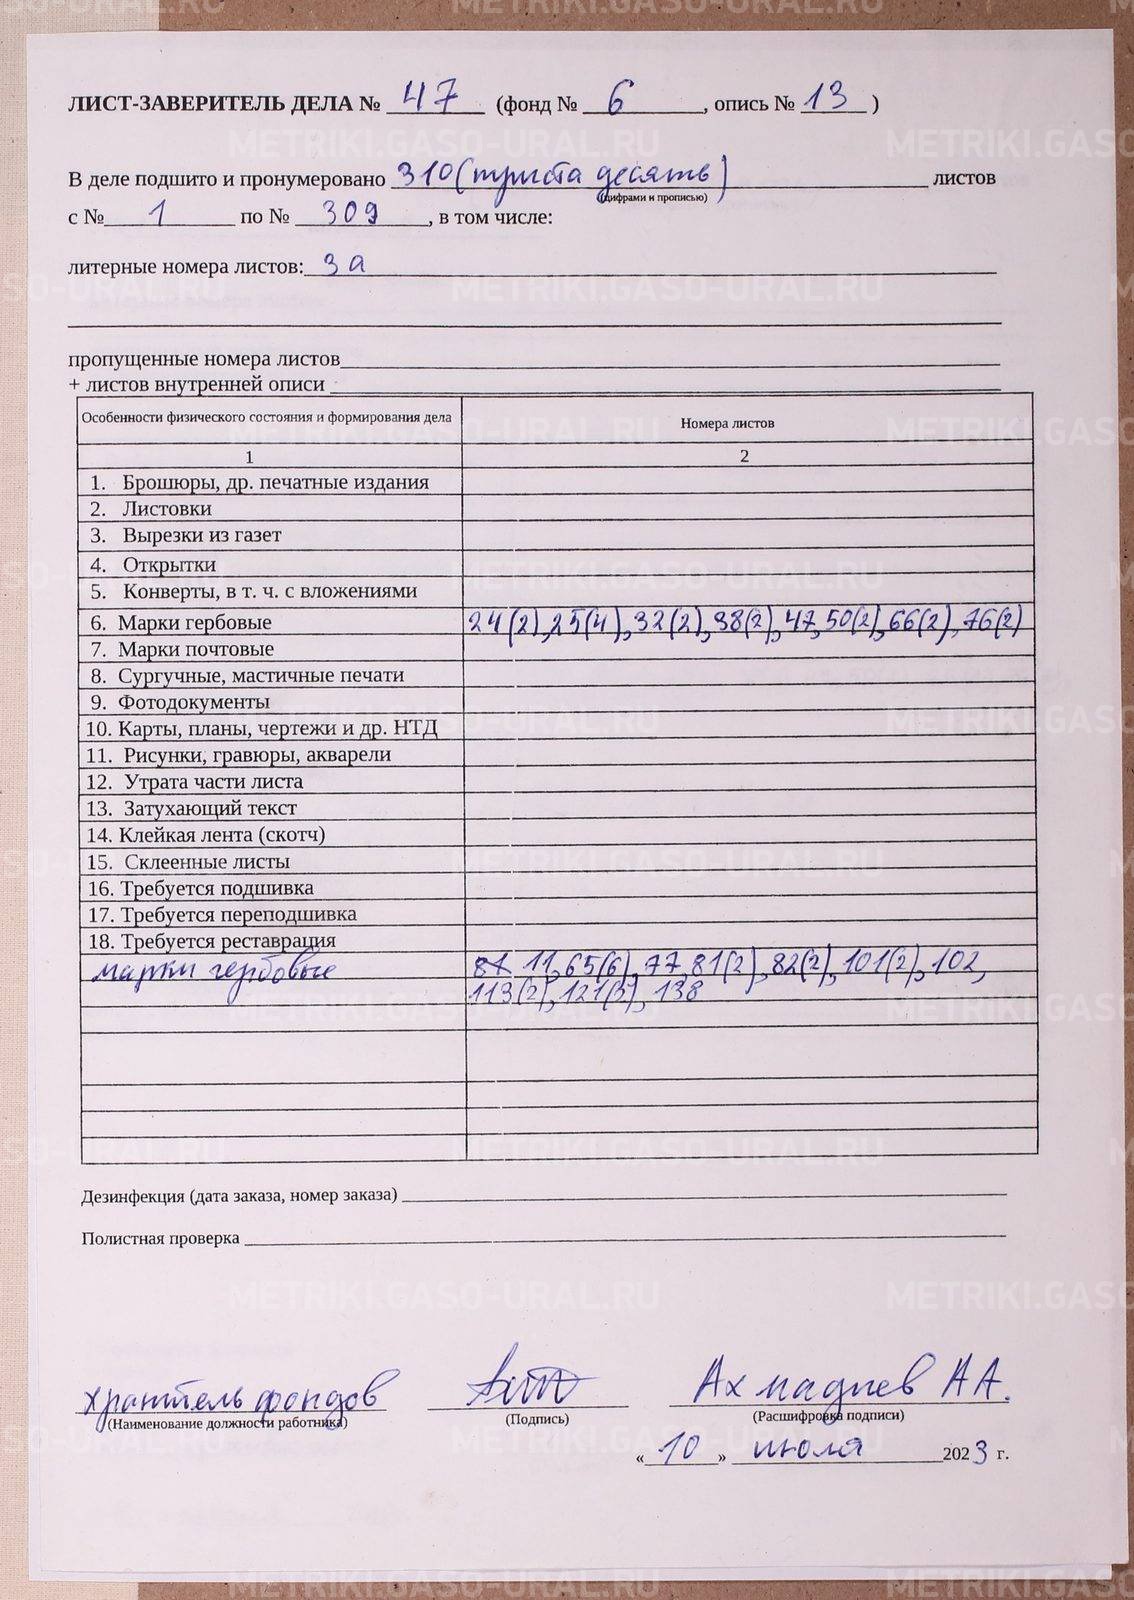 ЛИСТ-ЗАВЕРИТЕЛЬ ДЕЛА № 47 (фонд № 6, опись № 13)
В деле подшито и пронумеровано 310 (триста десять) листов
(цифрами и прописью)
с № 1 по № 309, в том числе:
литерные номера листов: 3а
пропущенные номера листов
+ листов внутренней описи
Особенности физического состояния и формирования дела Номера листов
1 2
1. Брошюры, др. печатные издания
2. Листовки
3. Вырезки из газет
4. Открытки
5. Конверты, в т. ч. с вложениями
6. Марки гербовые 24(2), 25(4), 32(2), 38(2), 47, 50(2), 66(2), 76(2)
7. Марки почтовые
8. Сургучные, мастичные печати
9. Фотодокументы
10. Карты, планы, чертежи и др. НТД
11. Рисунки, гравюры, акварели
12. Утрата части листа
13. Затухающий текст
14. Клейкая лента (скотч)
15. Склеенные листы
16. Требуется подшивка
17. Требуется переподшивка
18. Требуется реставрация
марки гербовые 11, 65(6), 77, 81(2), 82(2), 101(2), 102,
113(2), 121(3), 138
Дезинфекция (дата заказа, номер заказа)
Полистная проверка
хранитель фондов Ахмадиев А А.
(Наименование должности работника) (Подпись) (Расшифровка подписи)
«10» июля 2023 г.
METRIKI.GASO-URAL.RU